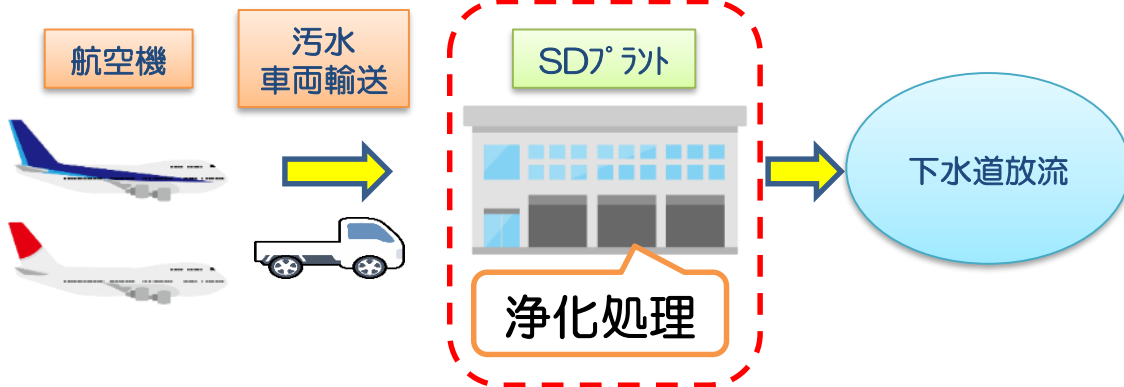 航空機
汚水
車両輸送
SDﾌﾟﾗﾝﾄ
下水道放流
浄化処理